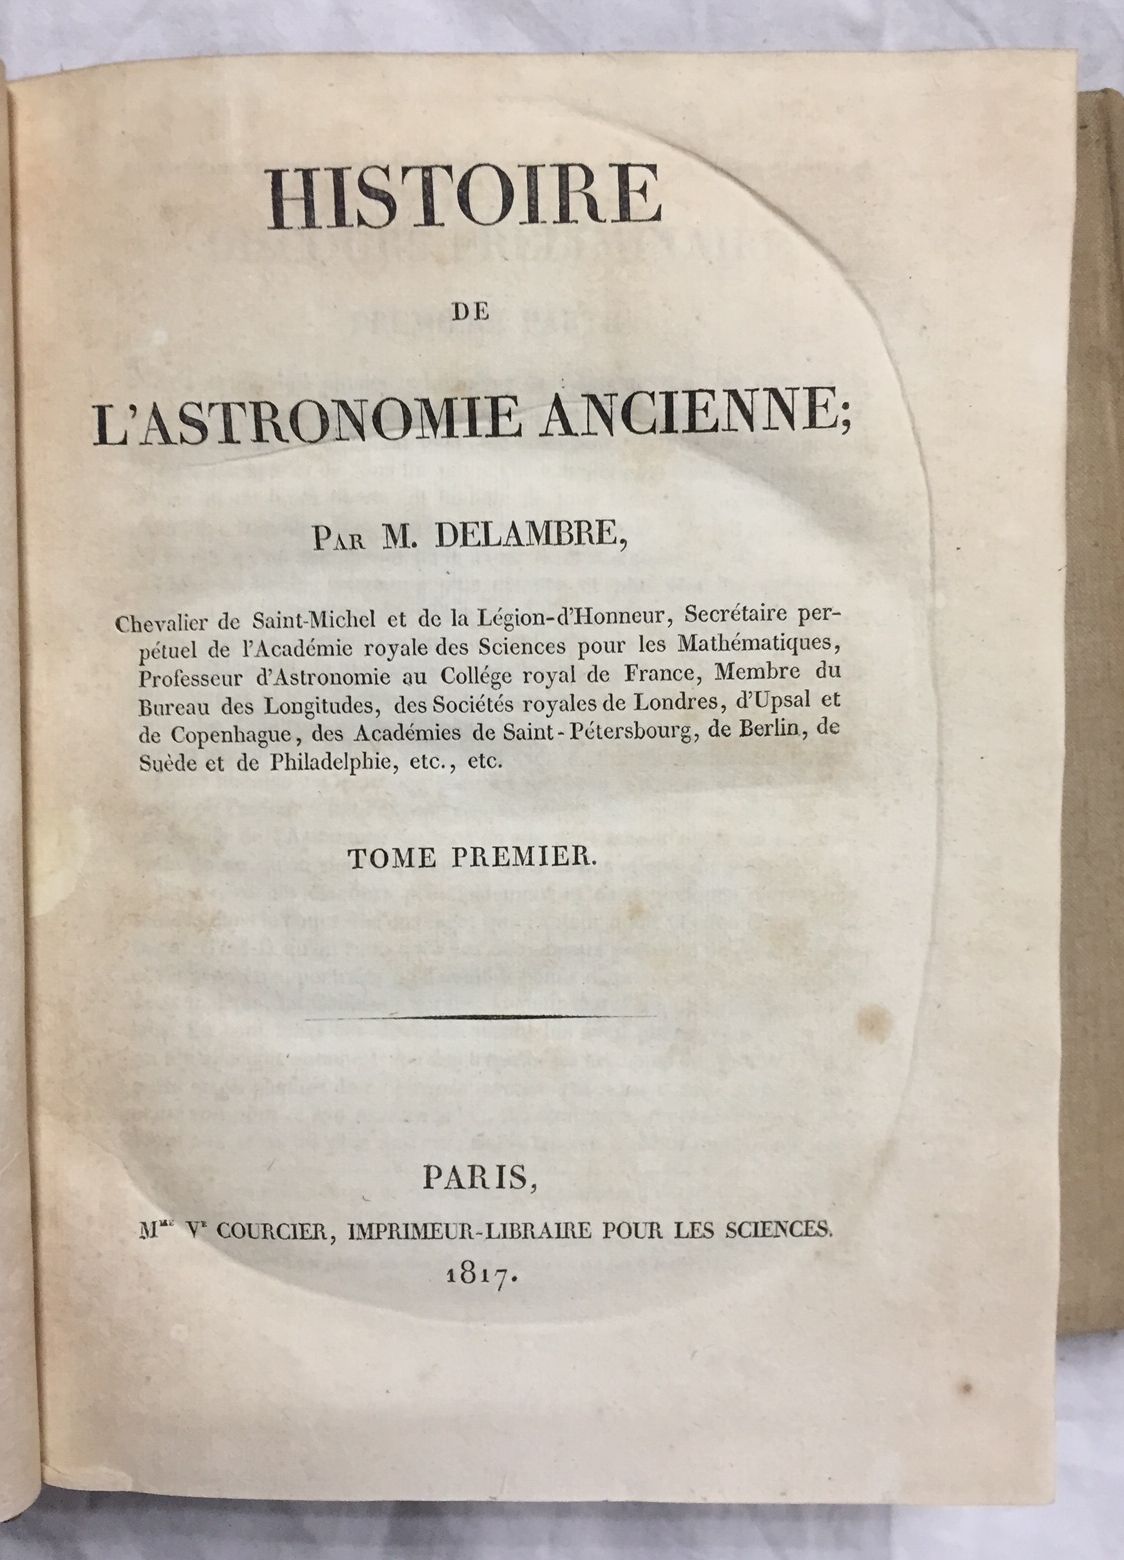 HISTOIRE
DE
L'ASTRONOMIE ANCIENNE;
PAR M. DELAMBRE,
Chevalier de Saint-Michel et de la Légion-d'Honneur, Secrétaire per-
pétuel de l'Académie royale des Sciences pour les Mathématiques,
Professeur d'Astronomie au Collége royal de France, Membre du
Bureau des Longitudes, des Sociétés royales de Londres, d'Upsal et
de Copenhague, des Académies de Saint-Pétersbourg, de Berlin, de
Suède et de Philadelphie, etc., etc.
TOME PREMIER.
PARIS,
Mme Ve COURCIER, IMPRIMEUR-LIBRAIRE POUR LES SCIENCES.
1817.